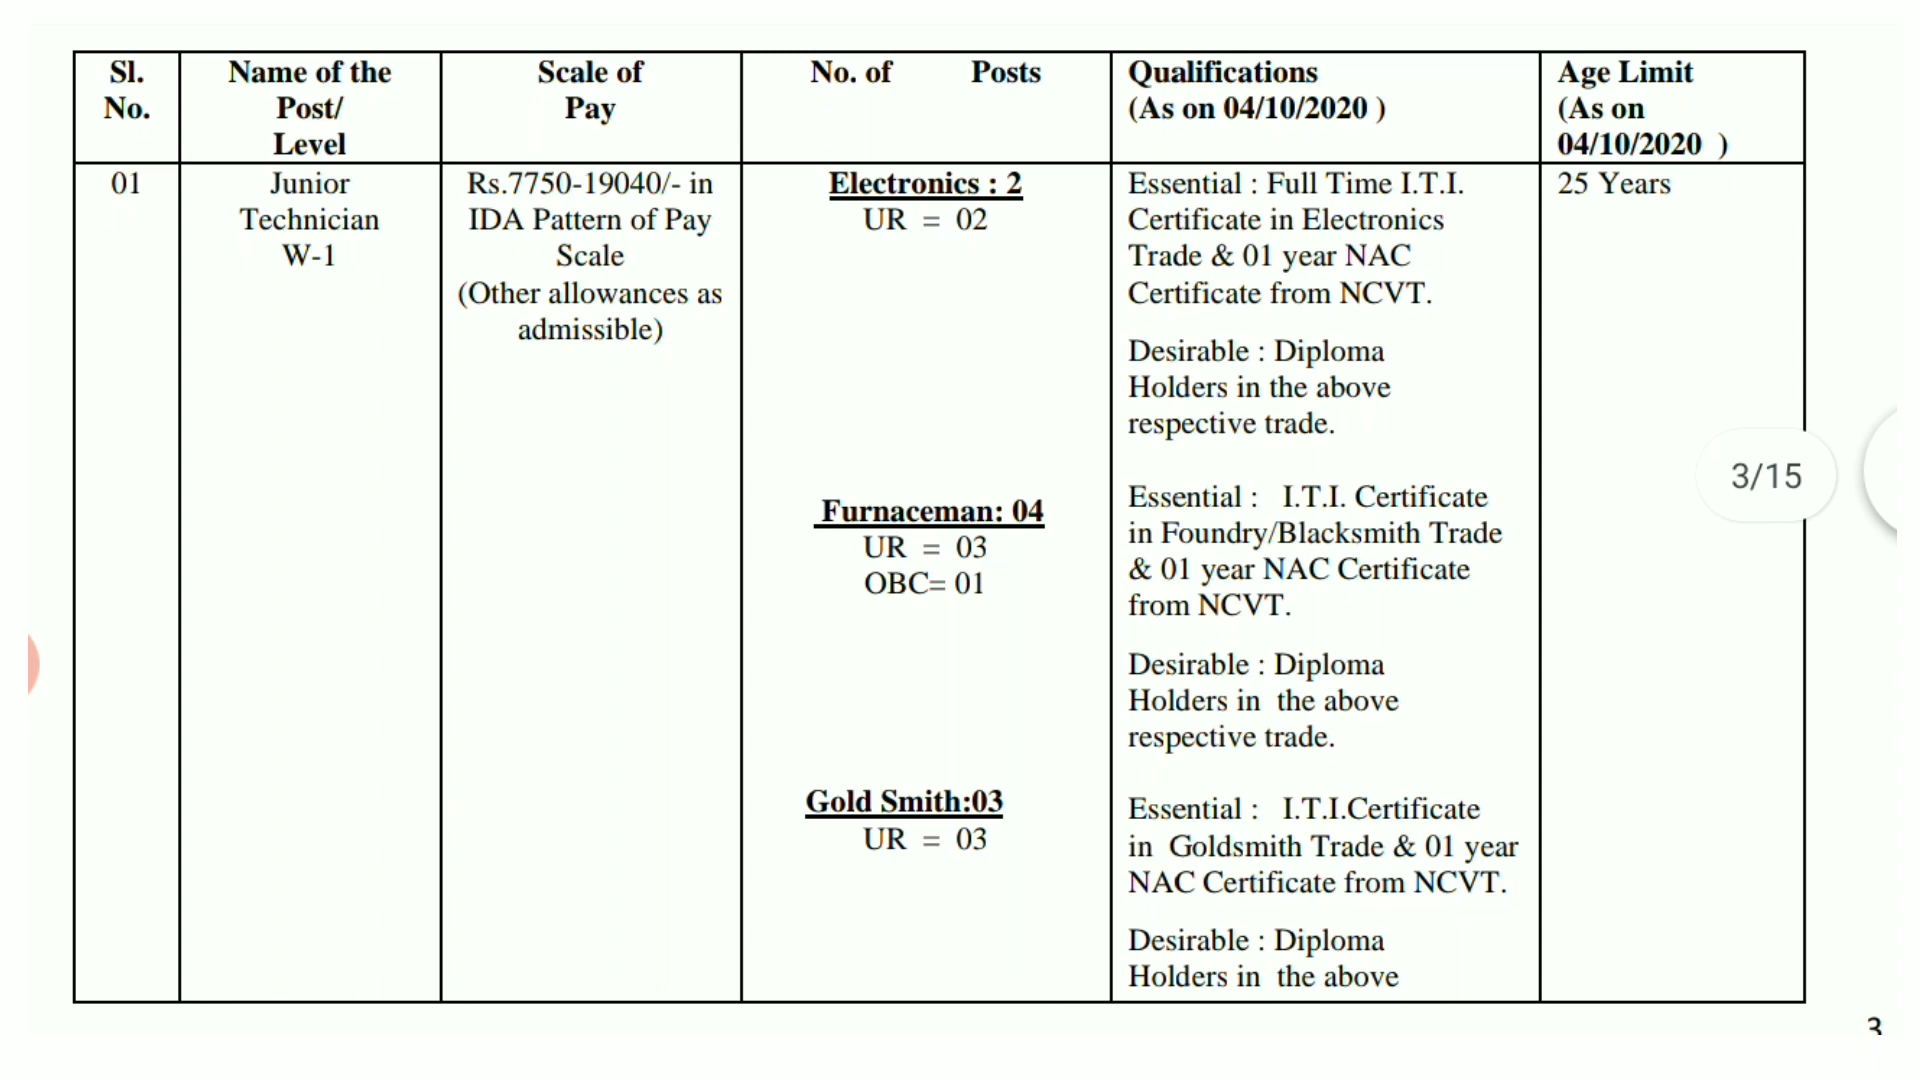 Sl. No.
Name of the Post/ Level
Scale of Pay
No. of Posts
Qualifications (As on 04/10/2020 )
Age Limit (As on 04/10/2020 )
01
Junior
Technician
W-1
Rs.7750-19040/- in
IDA Pattern of Pay
Scale
(Other allowances as
admissible)
Electronics : 2
UR = 02
Essential : Full Time I.T.I.
Certificate in Electronics
Trade & 01 year NAC
Certificate from NCVT.
Desirable : Diploma
Holders in the above
respective trade.
25 Years
Furnaceman: 04
UR = 03
OBC= 01
Essential : I.T.I. Certificate
in Foundry/Blacksmith Trade
& 01 year NAC Certificate
from NCVT.
Desirable : Diploma
Holders in the above
respective trade.
Gold Smith:03
UR = 03
Essential : I.T.I.Certificate
in Goldsmith Trade & 01 year
NAC Certificate from NCVT.
Desirable : Diploma
Holders in the above
3/15
3